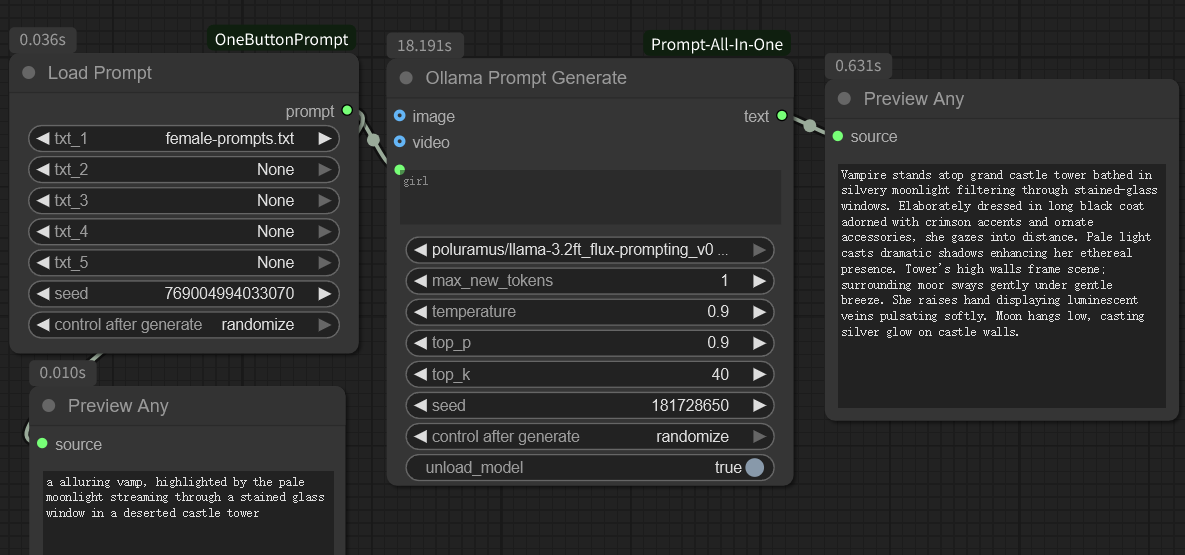 0.036s
OneButtonPrompt
Load Prompt
prompt
txt_1 female-prompts.txt
txt_2 None
txt_3 None
txt_4 None
txt_5 None
seed 769004994033070
control after generate randomize
0.010s
Preview Any
source
a alluring vamp, highlighted by the pale
moonlight streaming through a stained glass
window in a deserted castle tower
18.191s
Prompt-All-In-One
Ollama Prompt Generate
image text
video
girl
poluramus/llama-3.2ft_flux-prompting_v0 ...
max_new_tokens 1
temperature 0.9
top_p 0.9
top_k 40
seed 181728650
control after generate randomize
unload_model true
0.631s
Preview Any
source
Vampire stands atop grand castle tower bathed in
silvery moonlight filtering through stained-glass
windows. Elaborately dressed in long black coat
adorned with crimson accents and ornate
accessories, she gazes into distance. Pale light
casts dramatic shadows enhancing her ethereal
presence. Tower's high walls frame scene;
surrounding moor sways gently under gentle
breeze. She raises hand displaying luminescent
veins pulsating softly. Moon hangs low, casting
silver glow on castle walls.